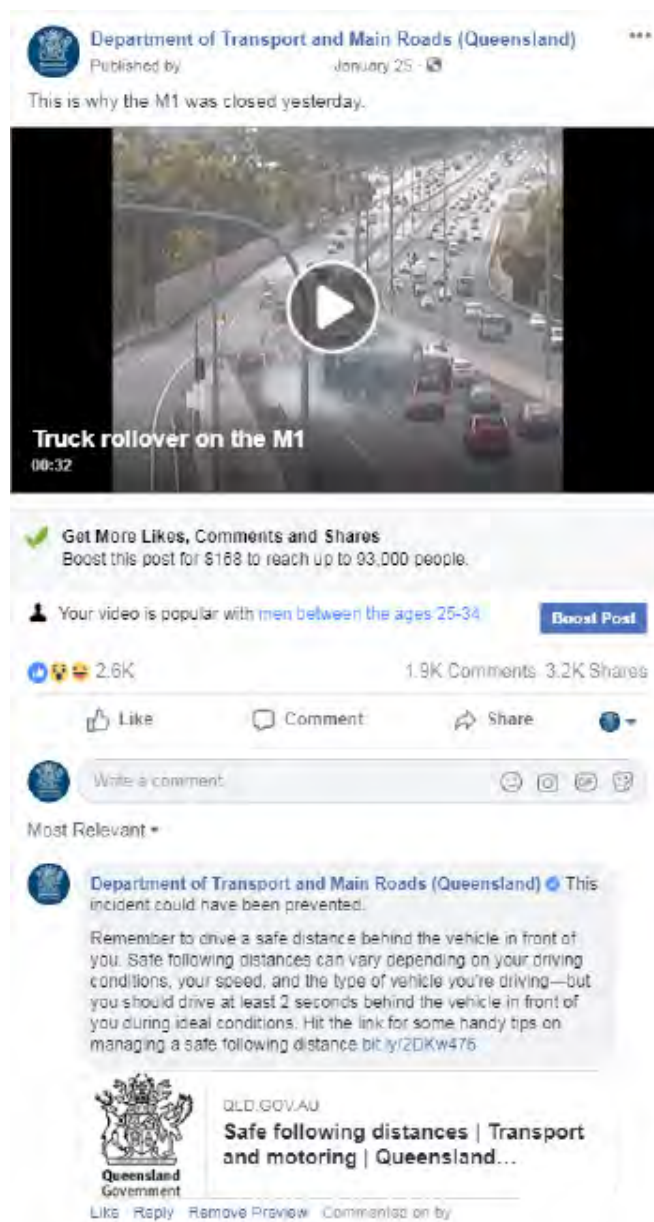 Department of Transport and Main Roads (Queensland)
Published by January 25
This is why the M1 was closed yesterday.
Truck rollover on the M1
00:32
Get More Likes, Comments and Shares
Boost this post for $168 to reach up to 93,000 people.
Your video is popular with men between the ages 25-34
Boost Post
2.6K 1.9K Comments 3.2K Shares
Like Comment Share
Write a comment
GIF
Most Relevant
Department of Transport and Main Roads (Queensland) This
incident could have been prevented.
Remember to drive a safe distance behind the vehicle in front of
you. Safe following distances can vary depending on your driving
conditions, your speed, and the type of vehicle you're driving—but
you should drive at least 2 seconds behind the vehicle in front of
you during ideal conditions. Hit the link for some handy tips on
managing a safe following distance bit.ly/2DKw476
QLD.GOV.AU
Safe following distances | Transport
and motoring | Queensland...
Queensland
Government
Like Reply Remove Preview Commented on by